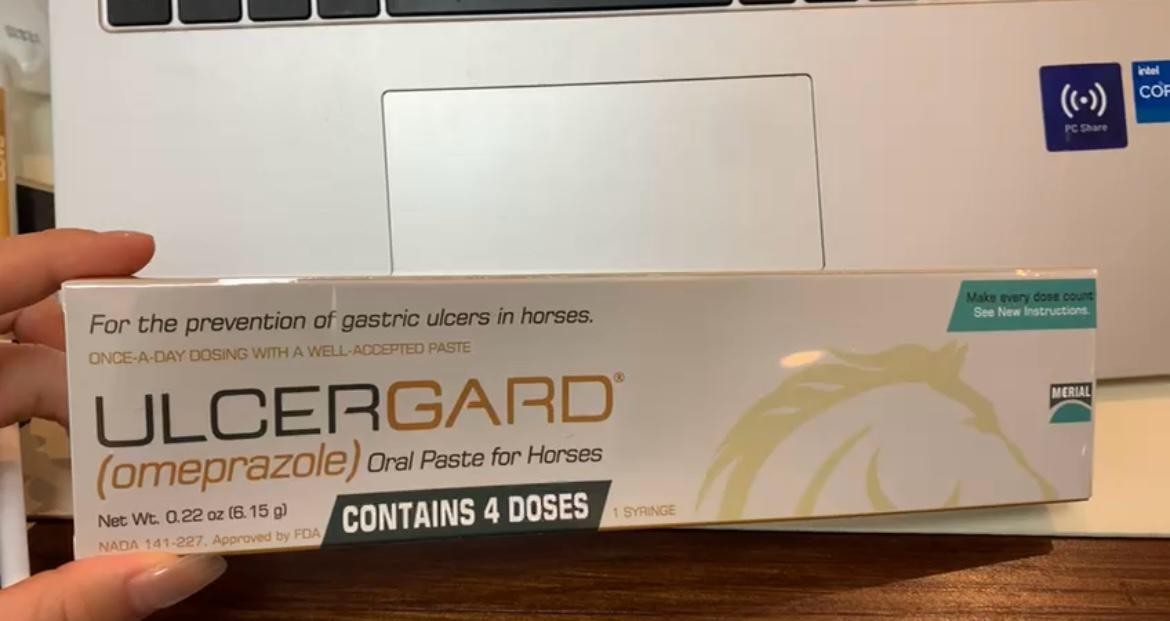 intel
COR
PC Share
For the prevention of gastric ulcers in horses.
ONCE-A-DAY DOSING WITH A WELL-ACCEPTED PASTE
Make every dose count
See New Instructions.
ULCERGARD®
(omeprazole) Oral Paste for Horses
MERIAL
Net Wt. 0.22 oz (6.15 g)
CONTAINS 4 DOSES
1 SYRINGE
NADA 141-227, Approved by FDA